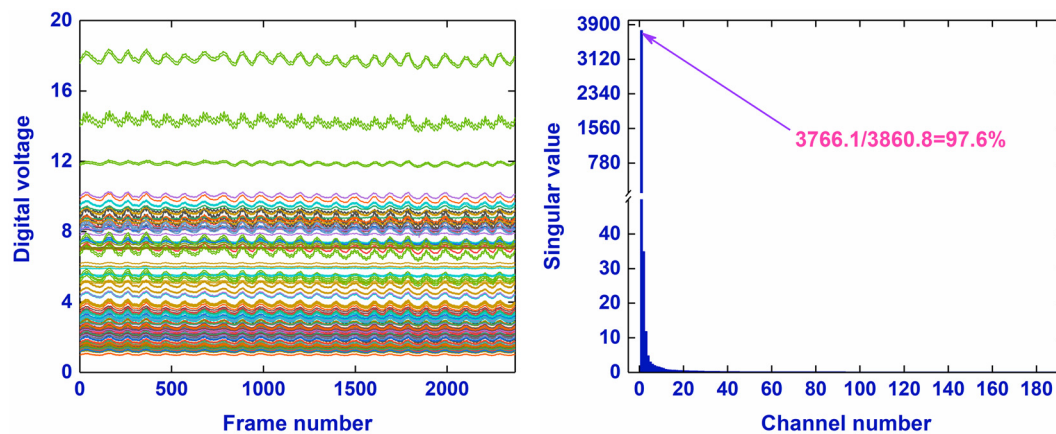 20
16
12
8
4
0
Digital voltage
0 500 1000 1500 2000
Frame number
3900
3120
2340
1560
780
40
30
20
10
0
Singular value
3766.1/3860.8=97.6%
0 20 40 60 80 100 120 140 160 180
Channel number